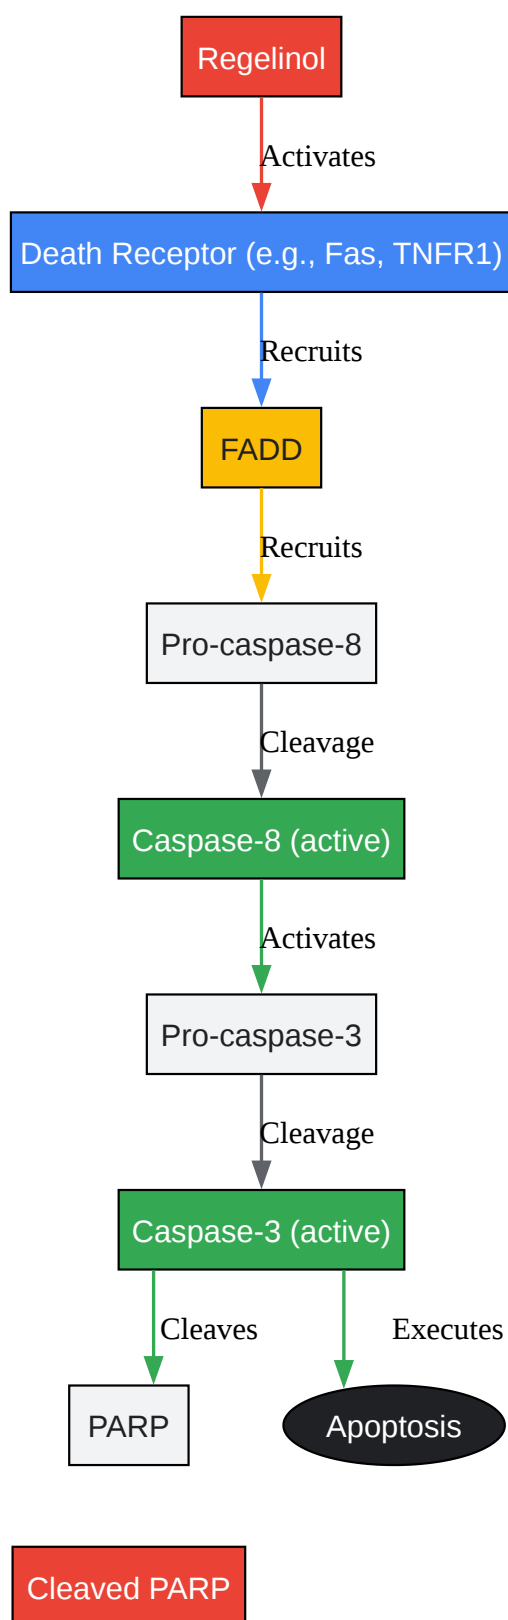 Regelinol
Activates
Death Receptor (e.g., Fas, TNFR1)
Recruits
FADD
Recruits
Pro-caspase-8
Cleavage
Caspase-8 (active)
Activates
Pro-caspase-3
Cleavage
Caspase-3 (active)
Cleaves
Executes
PARP
Apoptosis
Cleaved PARP